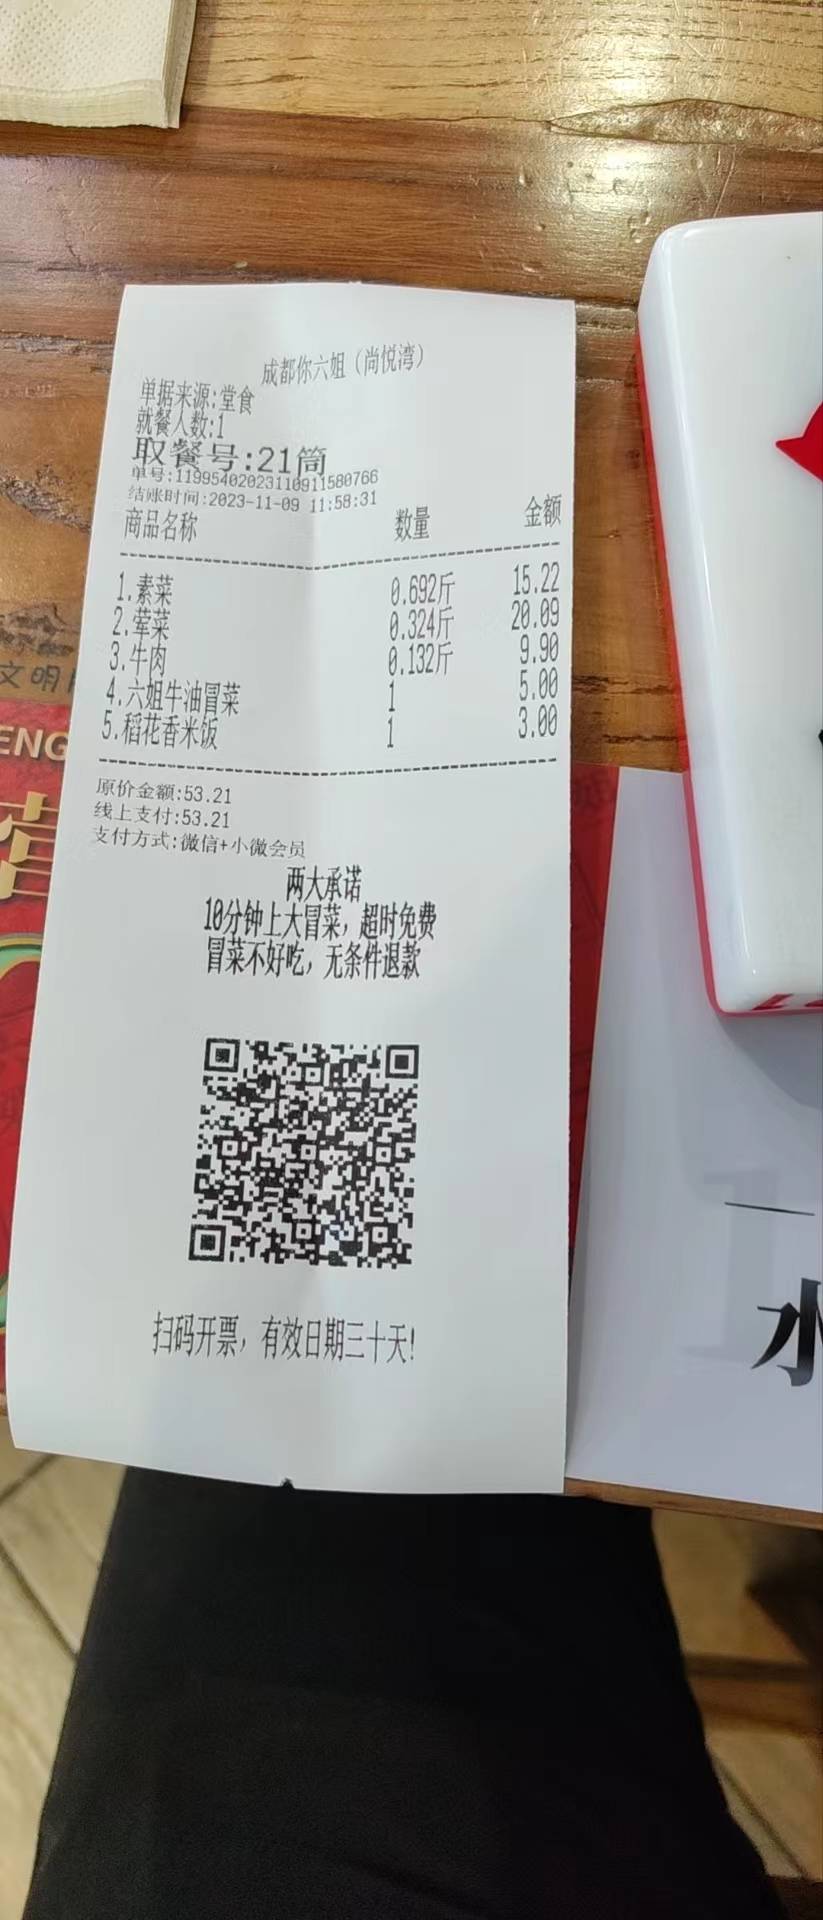 成都你六姐（尚悦湾）
单据来源:堂食
就餐人数:1
取餐号:21筒
单号:11995402023110911580766
结账时间:2023-11-09 11:58:31
商品名称 数量 金额
1.素菜 0.692斤 15.22
2.荤菜 0.324斤 20.09
3.牛肉 0.132斤 9.90
4.六姐牛油冒菜 1 5.00
5.稻花香米饭 1 3.00
原价金额:53.21
线上支付:53.21
支付方式:微信+小微会员
两大承诺
10分钟上大冒菜，超时免费
冒菜不好吃，无条件退款
扫码开票，有效日期三十天!
文明
ENG
营
一
水